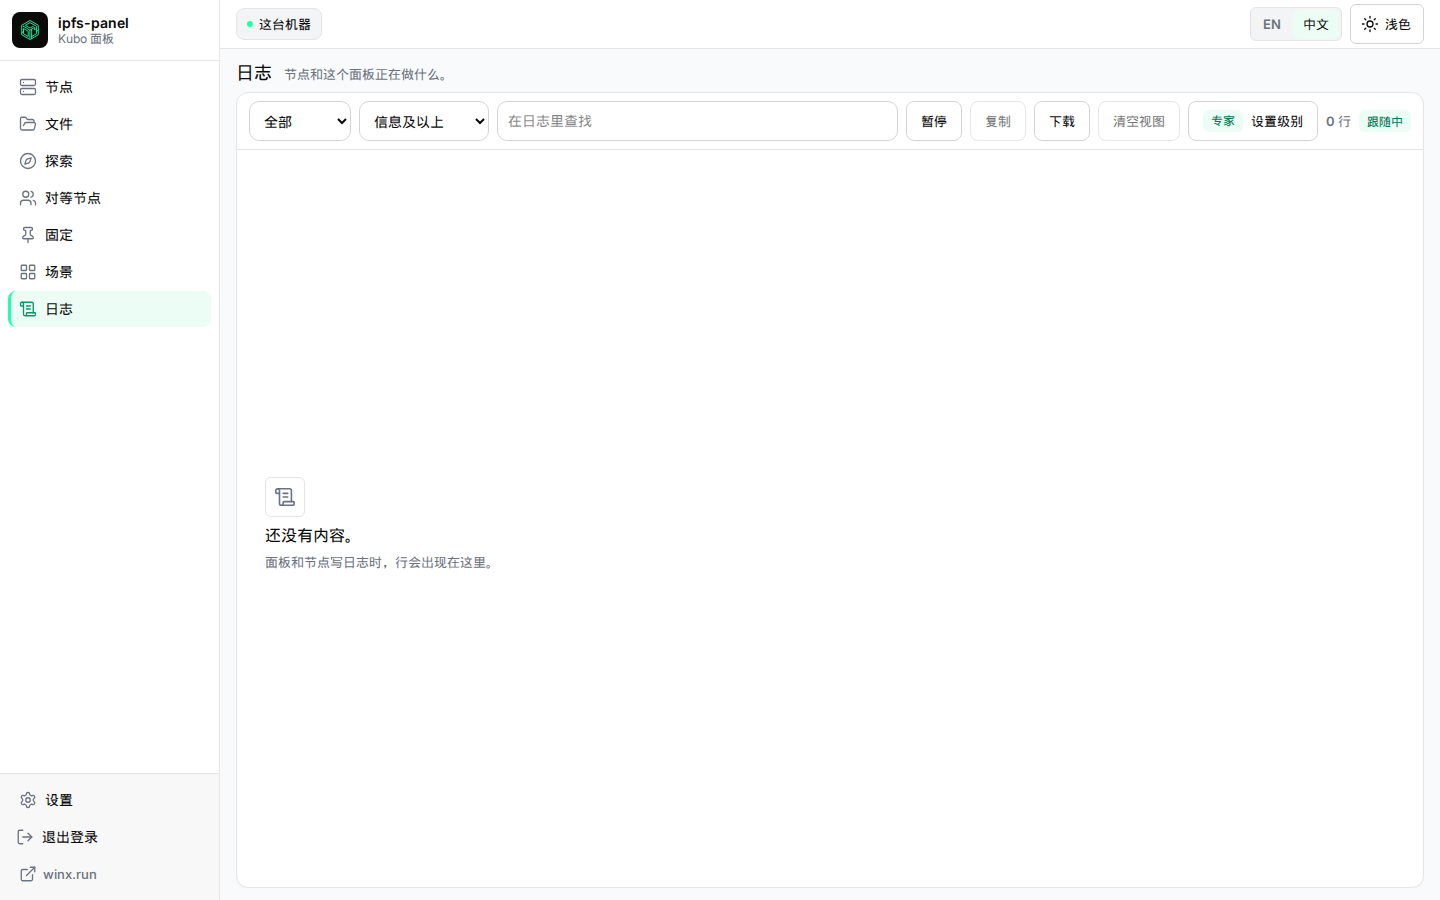 ipfs-panel
Kubo 面板
节点
文件
探索
对等节点
固定
场景
日志
设置
退出登录
winx.run
这台机器
EN 中文 浅色
日志 节点和这个面板正在做什么。
全部 信息及以上 在日志里查找 暂停 复制 下载 清空视图 专家 设置级别 0 行 跟随中
还没有内容。
面板和节点写日志时，行会出现在这里。